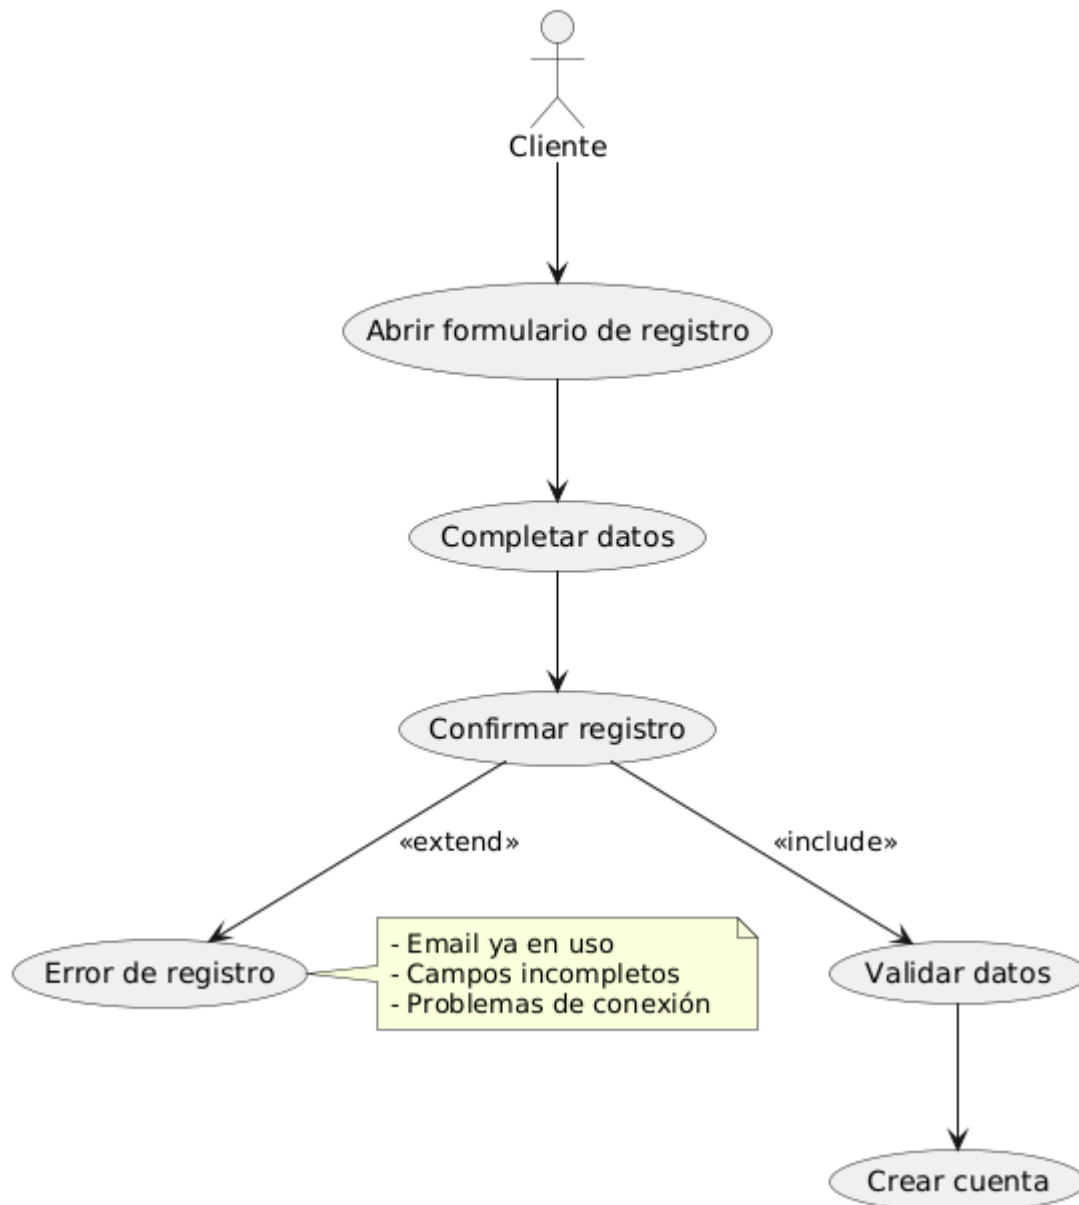 Cliente
Abrir formulario de registro
Completar datos
Confirmar registro
«extend»
«include»
Error de registro
- Email ya en uso
- Campos incompletos
- Problemas de conexión
Validar datos
Crear cuenta